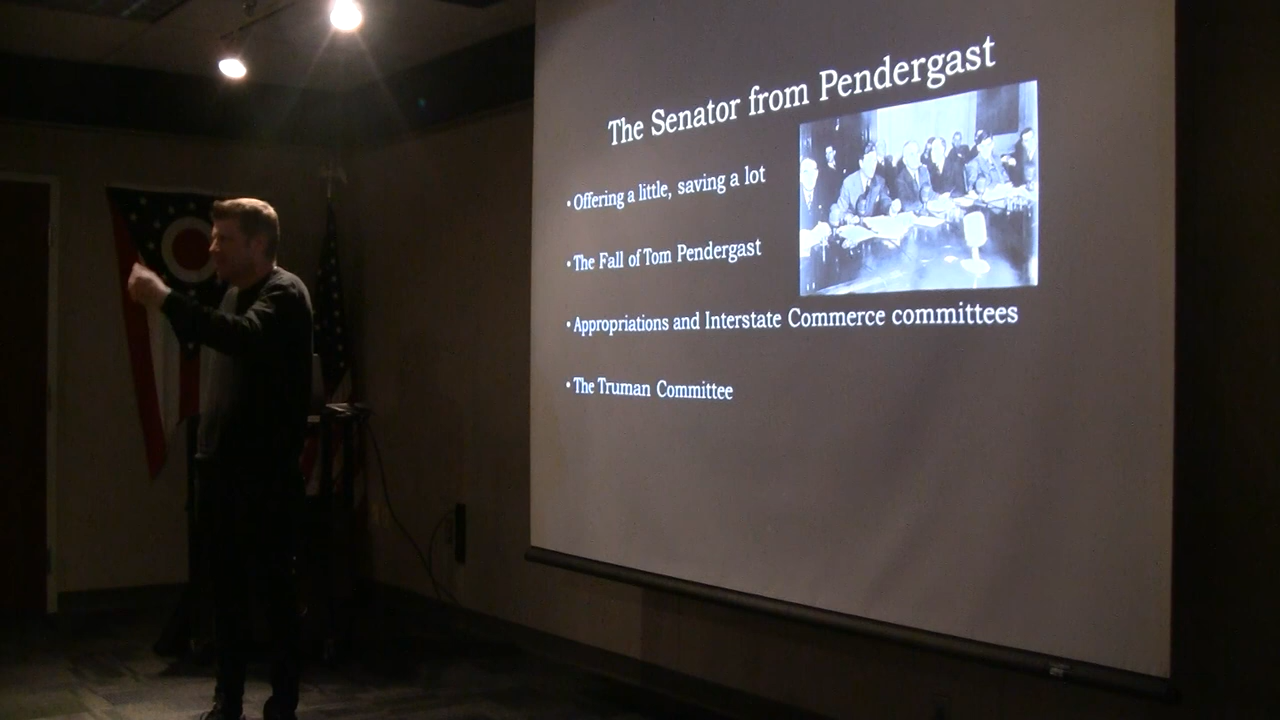 The Senator from Pendergast
• Offering a little, saving a lot
• The Fall of Tom Pendergast
• Appropriations and Interstate Commerce committees
• The Truman Committee